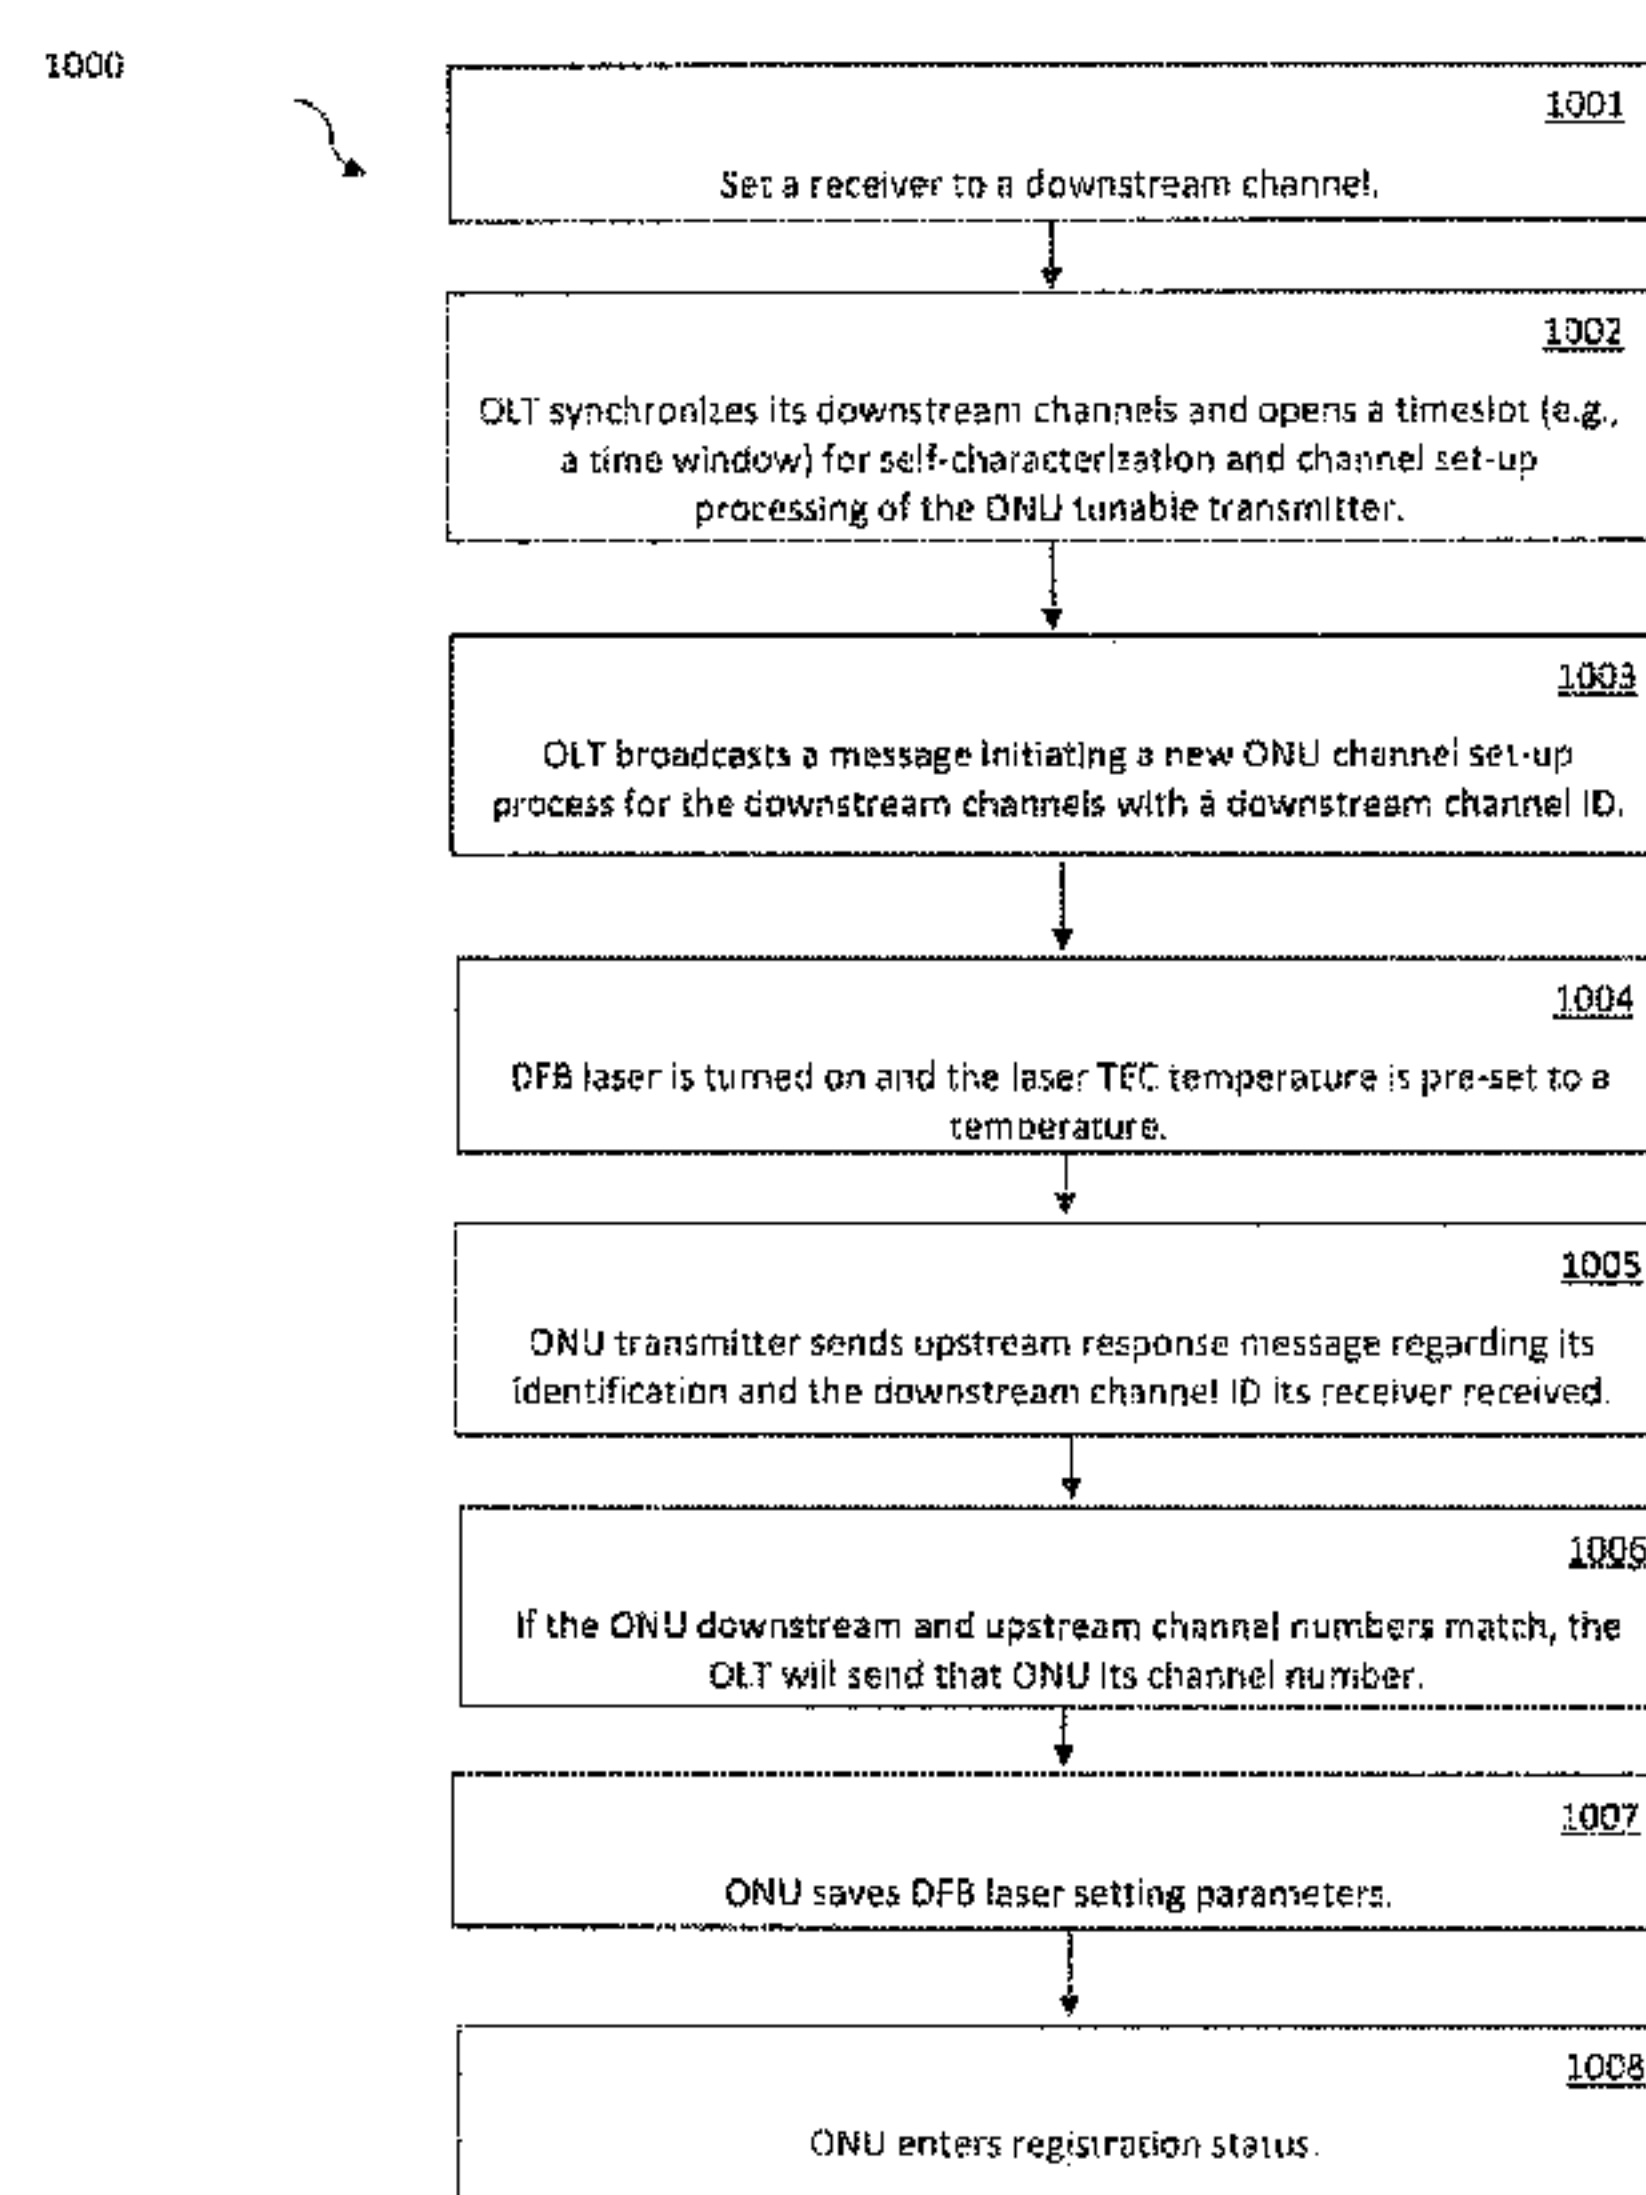 1000
1001
Set a receiver to a downstream channel.
1002
OLT synchronizes its downstream channels and opens a timeslot (e.g.,
a time window) for self-characterization and channel set-up
processing of the ONU tunable transmitter.
1003
OLT broadcasts a message initiating a new ONU channel set-up
process for the downstream channels with a downstream channel ID.
1004
DFB laser is turned on and the laser TEC temperature is pre-set to a
temperature.
1005
ONU transmitter sends upstream response message regarding its
identification and the downstream channel ID its receiver received.
1006
If the ONU downstream and upstream channel numbers match, the
OLT will send that ONU its channel number.
1007
ONU saves DFB laser setting parameters.
1008
ONU enters registration status.